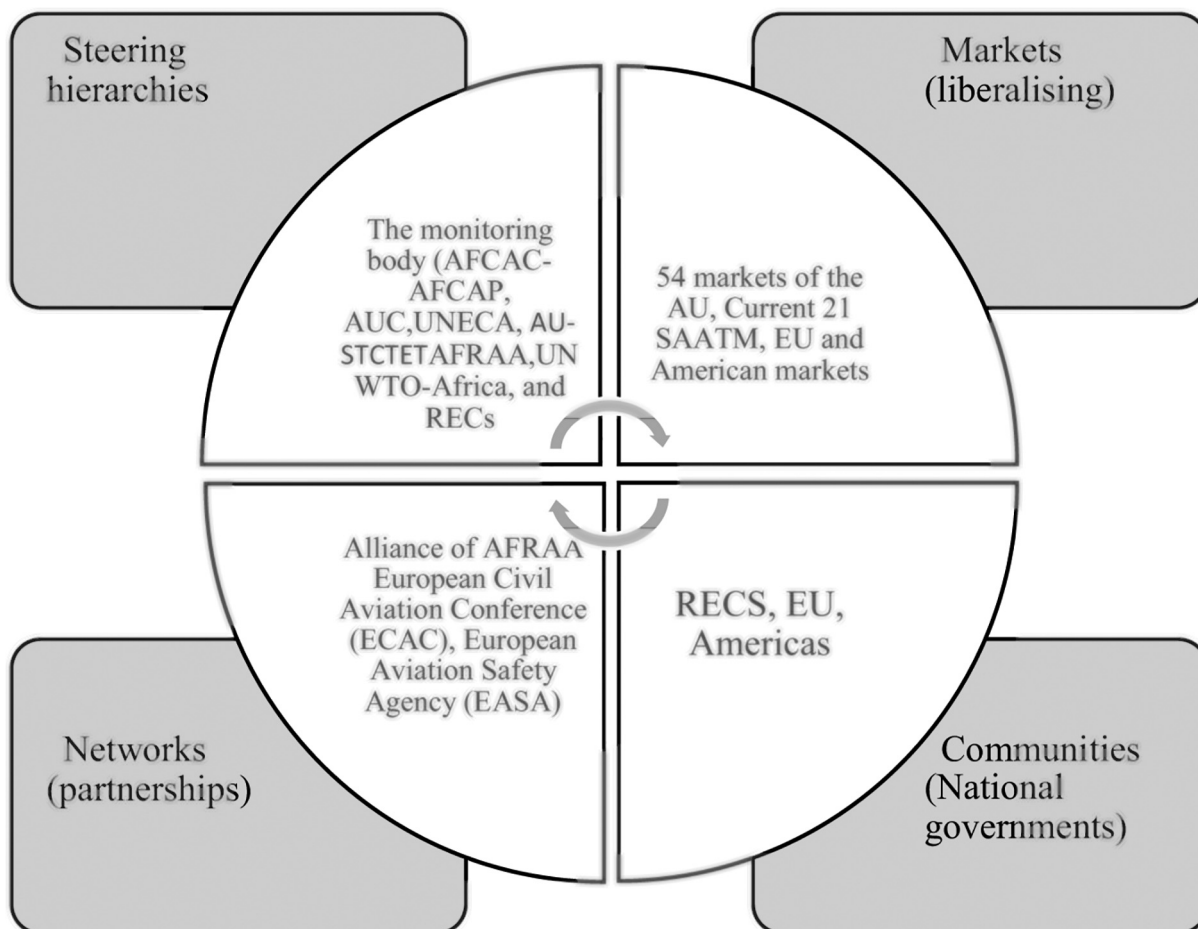 Steering
hierarchies
Markets
(liberalising)
The monitoring
body (AFCAC-
AFCAP,
AUC,UNECA, AU-
STCTETAFRAA,UN
WTO-Africa, and
RECs
54 markets of the
AU, Current 21
SAATM, EU and
American markets
Alliance of AFRAA
European Civil
Aviation Conference
(ECAC), European
Aviation Safety
Agency (EASA)
RECS, EU,
Americas
Networks
(partnerships)
Communities
(National
governments)